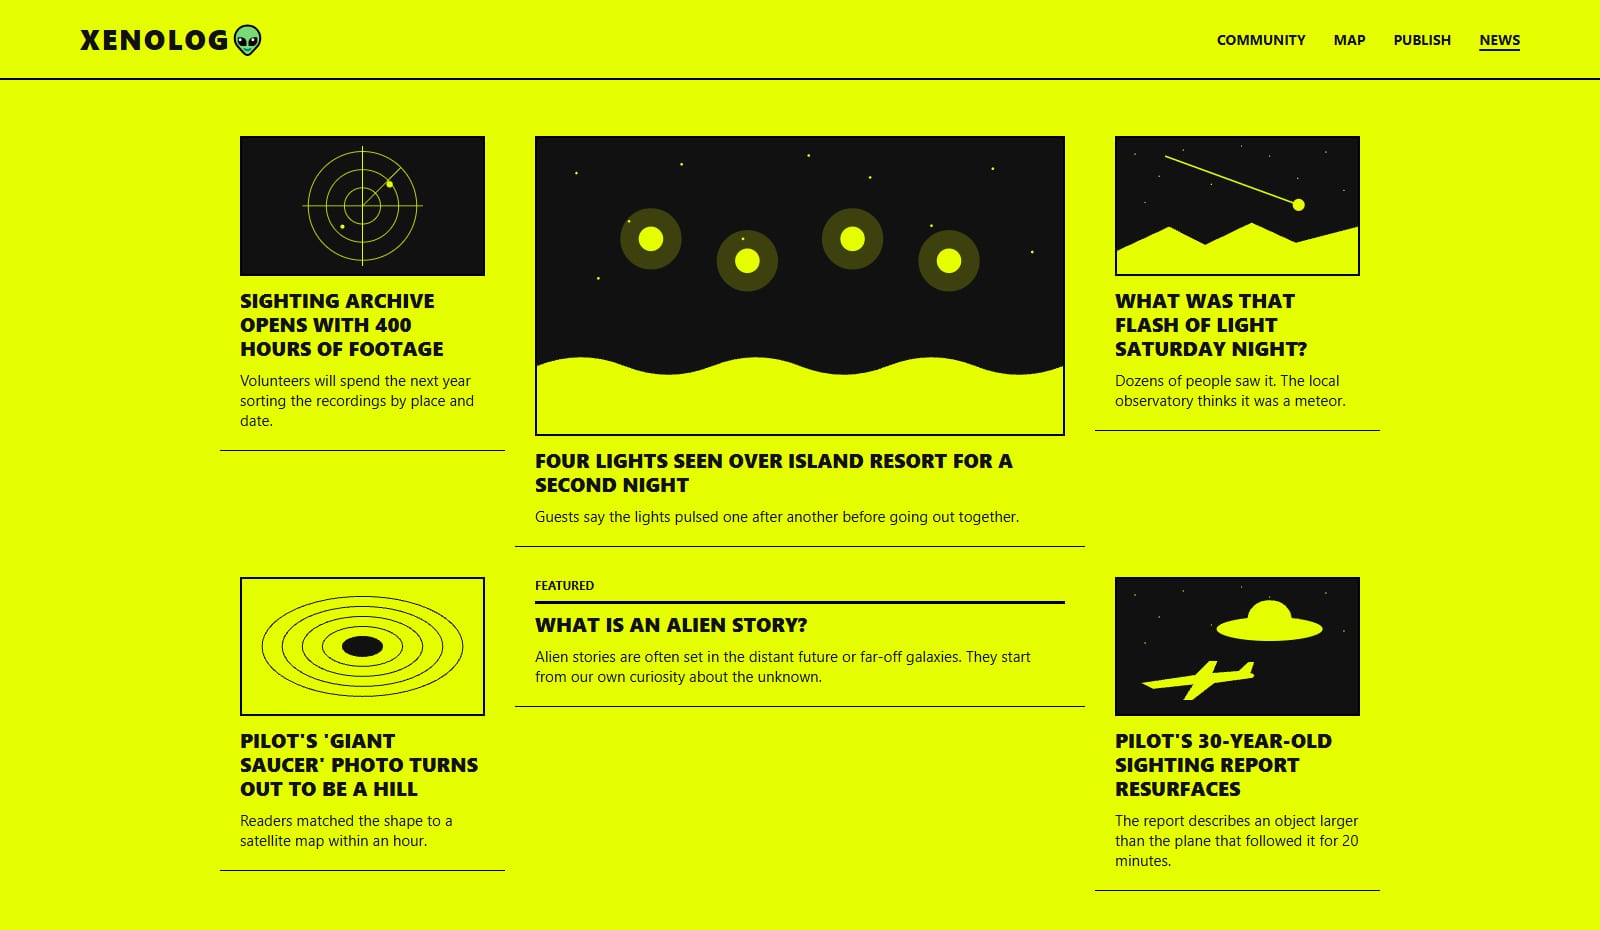 XENOLOG
COMMUNITY MAP PUBLISH NEWS
SIGHTING ARCHIVE
OPENS WITH 400
HOURS OF FOOTAGE
Volunteers will spend the next year
sorting the recordings by place and
date.
FOUR LIGHTS SEEN OVER ISLAND RESORT FOR A
SECOND NIGHT
Guests say the lights pulsed one after another before going out together.
WHAT WAS THAT
FLASH OF LIGHT
SATURDAY NIGHT?
Dozens of people saw it. The local
observatory thinks it was a meteor.
PILOT'S 'GIANT
SAUCER' PHOTO TURNS
OUT TO BE A HILL
Readers matched the shape to a
satellite map within an hour.
FEATURED
WHAT IS AN ALIEN STORY?
Alien stories are often set in the distant future or far-off galaxies. They start
from our own curiosity about the unknown.
PILOT'S 30-YEAR-OLD
SIGHTING REPORT
RESURFACES
The report describes an object larger
than the plane that followed it for 20
minutes.